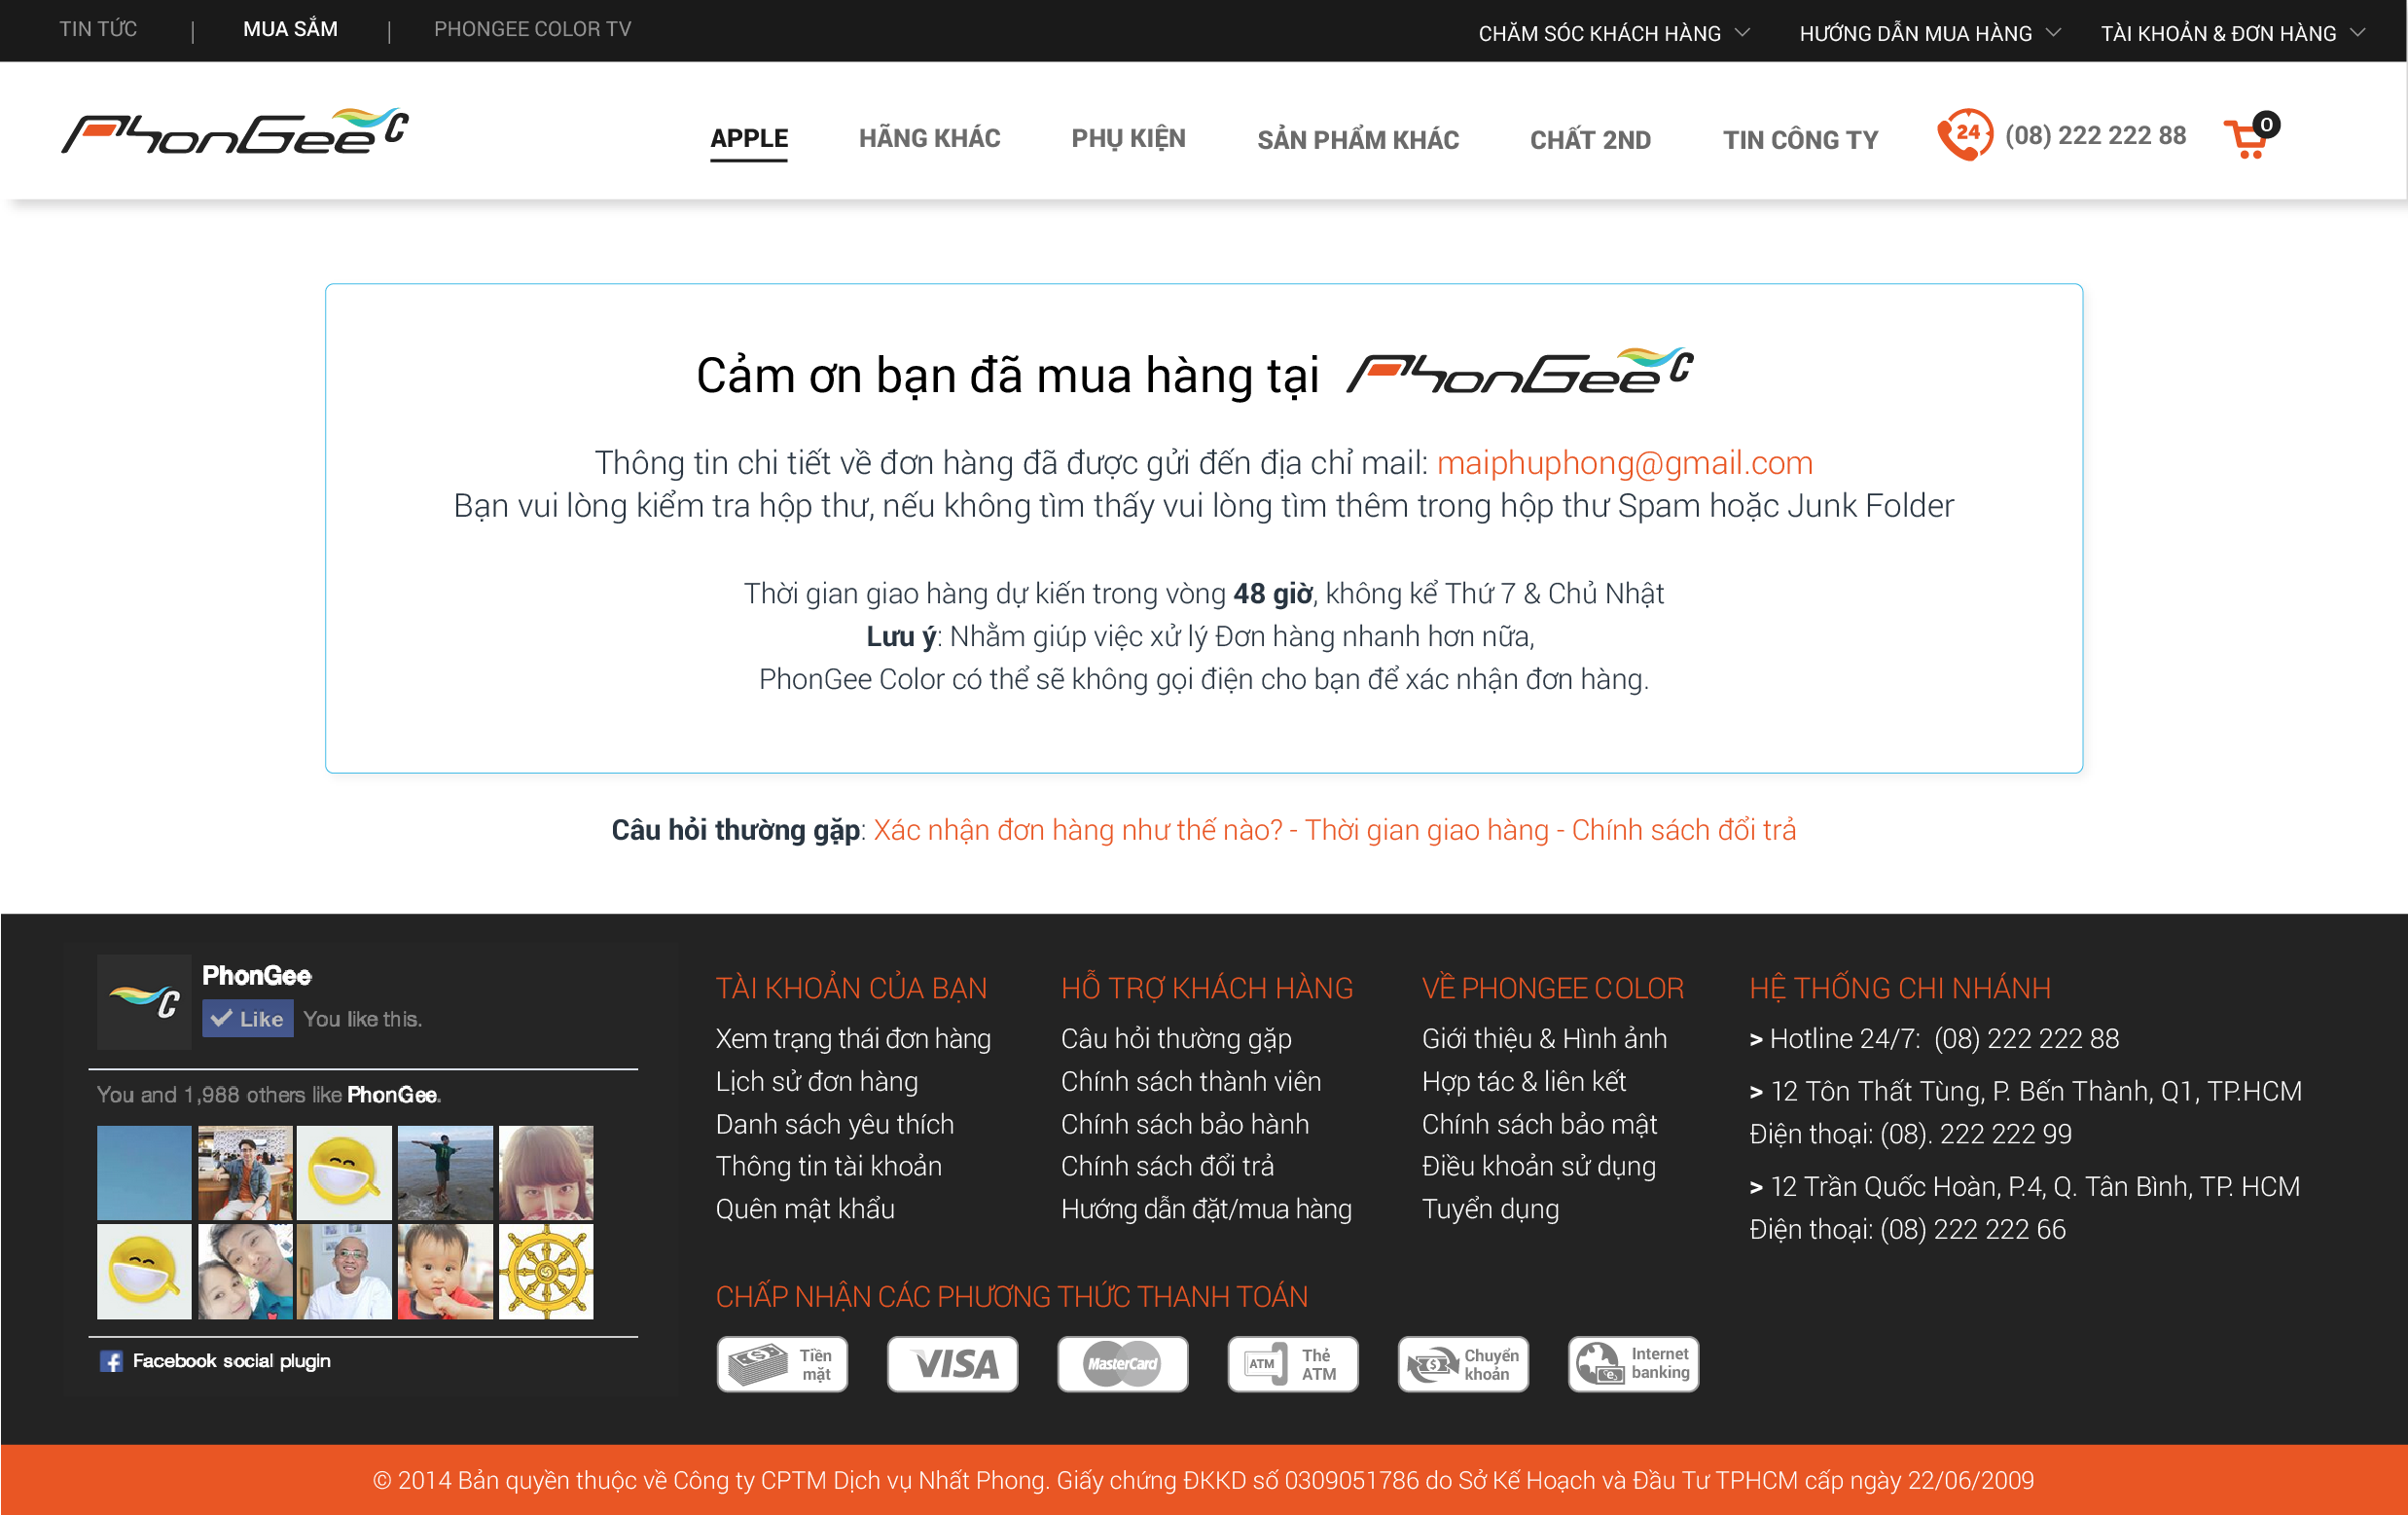 TIN TỨC | MUA SẮM | PHONGEE COLOR TV
CHĂM SÓC KHÁCH HÀNG
HƯỚNG DẪN MUA HÀNG
TÀI KHOẢN & ĐƠN HÀNG
PhonGee C
APPLE
HÃNG KHÁC
PHỤ KIỆN
SẢN PHẨM KHÁC
CHẤT 2ND
TIN CÔNG TY
24
(08) 222 222 88
0
Cảm ơn bạn đã mua hàng tại PhonGee C
Thông tin chi tiết về đơn hàng đã được gửi đến địa chỉ mail: maiphuphong@gmail.com
Bạn vui lòng kiểm tra hộp thư, nếu không tìm thấy vui lòng tìm thêm trong hộp thư Spam hoặc Junk Folder
Thời gian giao hàng dự kiến trong vòng 48 giờ, không kể Thứ 7 & Chủ Nhật
Lưu ý: Nhằm giúp việc xử lý Đơn hàng nhanh hơn nữa,
PhonGee Color có thể sẽ không gọi điện cho bạn để xác nhận đơn hàng.
Câu hỏi thường gặp: Xác nhận đơn hàng như thế nào? - Thời gian giao hàng - Chính sách đổi trả
C
PhonGee
Like You like this.
You and 1,988 others like PhonGee.
Facebook social plugin
TÀI KHOẢN CỦA BẠN
Xem trạng thái đơn hàng
Lịch sử đơn hàng
Danh sách yêu thích
Thông tin tài khoản
Quên mật khẩu
HỖ TRỢ KHÁCH HÀNG
Câu hỏi thường gặp
Chính sách thành viên
Chính sách bảo hành
Chính sách đổi trả
Hướng dẫn đặt/mua hàng
VỀ PHONGEE COLOR
Giới thiệu & Hình ảnh
Hợp tác & liên kết
Chính sách bảo mật
Điều khoản sử dụng
Tuyển dụng
HỆ THỐNG CHI NHÁNH
> Hotline 24/7: (08) 222 222 88
> 12 Tôn Thất Tùng, P. Bến Thành, Q1, TP.HCM
Điện thoại: (08). 222 222 99
> 12 Trần Quốc Hoàn, P.4, Q. Tân Bình, TP. HCM
Điện thoại: (08) 222 222 66
CHẤP NHẬN CÁC PHƯƠNG THỨC THANH TOÁN
Tiền
mặt
VISA
MasterCard
ATM
Thẻ
ATM
Chuyển
khoản
Internet
banking
© 2014 Bản quyền thuộc về Công ty CPTM Dịch vụ Nhất Phong. Giấy chứng ĐKKD số 0309051786 do Sở Kế Hoạch và Đầu Tư TPHCM cấp ngày 22/06/2009